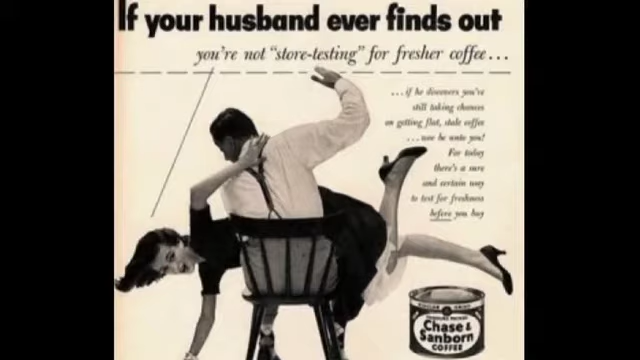 If your husband ever finds out
you're not "store-testing" for fresher coffee...
...if he discovers you're
still taking chances
on getting flat, stale coffee
...woe be unto you!
For today
there's a sure
and certain way
to test for freshness
before you buy
Chase &
Sanborn
COFFEE